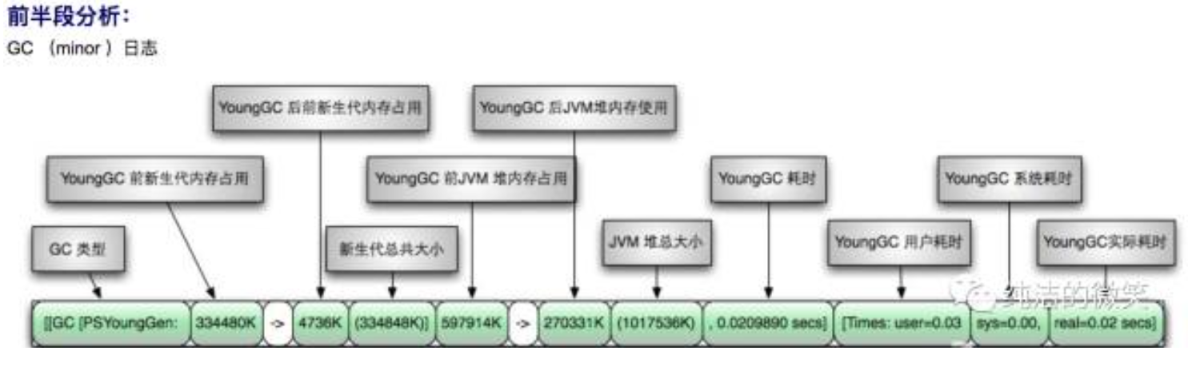 前半段分析：
GC （minor ）日志
YoungGC 后前新生代内存占用
YoungGC 后JVM堆内存使用
YoungGC 前新生代内存占用
YoungGC 前JVM 堆内存占用
YoungGC 耗时
YoungGC 系统耗时
GC 类型
新生代总共大小
JVM 堆总大小
YoungGC 用户耗时
YoungGC实际耗时
纯洁的微笑
[[GC [PSYoungGen: 334480K -> 4736K (334848K)] 597914K -> 270331K (1017536K) , 0.0209890 secs] [Times: user=0.03 sys=0.00, real=0.02 secs]